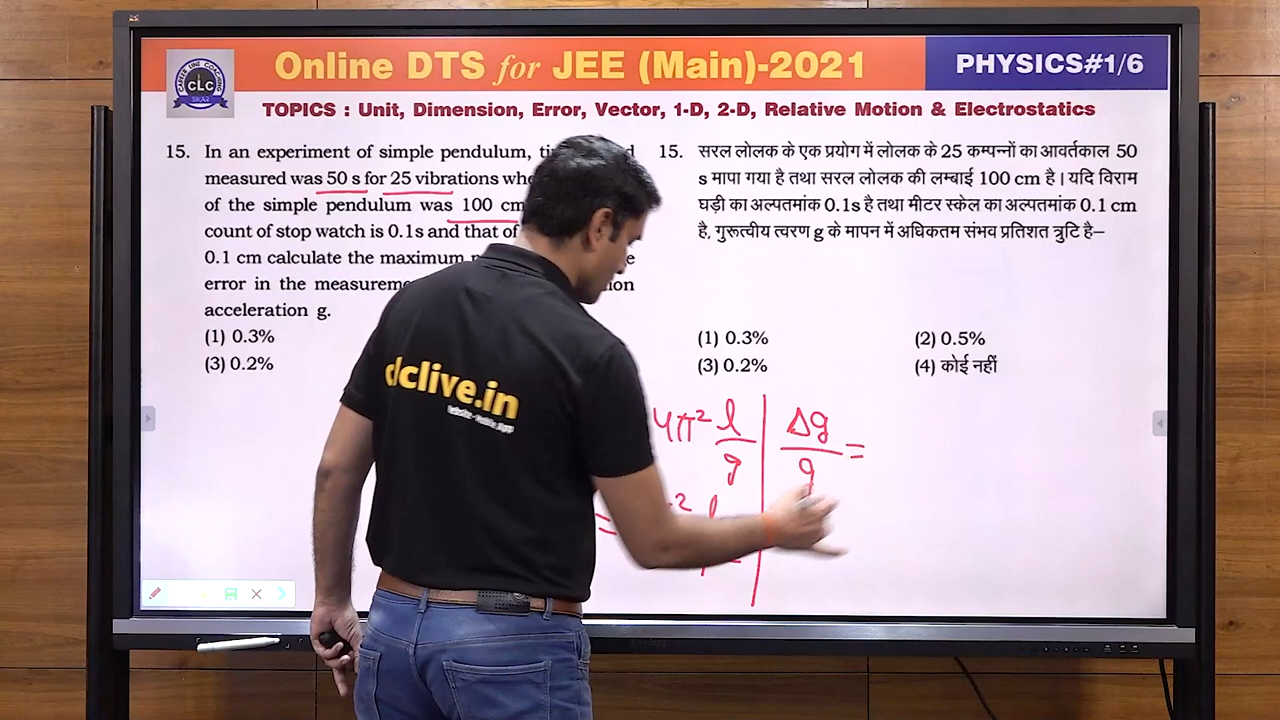 Online DTS for JEE (Main)-2021
PHYSICS#1/6
CLC
SIKAR
TOPICS : Unit, Dimension, Error, Vector, 1-D, 2-D, Relative Motion & Electrostatics
15. In an experiment of simple pendulum,
measured was 50 s for 25 vibrations
of the simple pendulum was 100 cm
count of stop watch is 0.1s and that of
0.1 cm calculate the maximum
error in the
acceleration g.
(1) 0.3%
(3) 0.2%
15. सरल लोलक के एक प्रयोग में लोलक के 25 कम्पन्नों का आवर्तकाल 50
s मापा गया है तथा सरल लोलक की लम्बाई 100 cm है। यदि विराम
घड़ी का अल्पतमांक 0.1s है तथा मीटर स्केल का अल्पतमांक 0.1 cm
है, गुरूत्वीय त्वरण g के मापन में अधिकतम संभव प्रतिशत त्रुटि है–
(1) 0.3% (2) 0.5%
(3) 0.2% (4) कोई नहीं
4π² l/g
Δg/g =
clclive.in